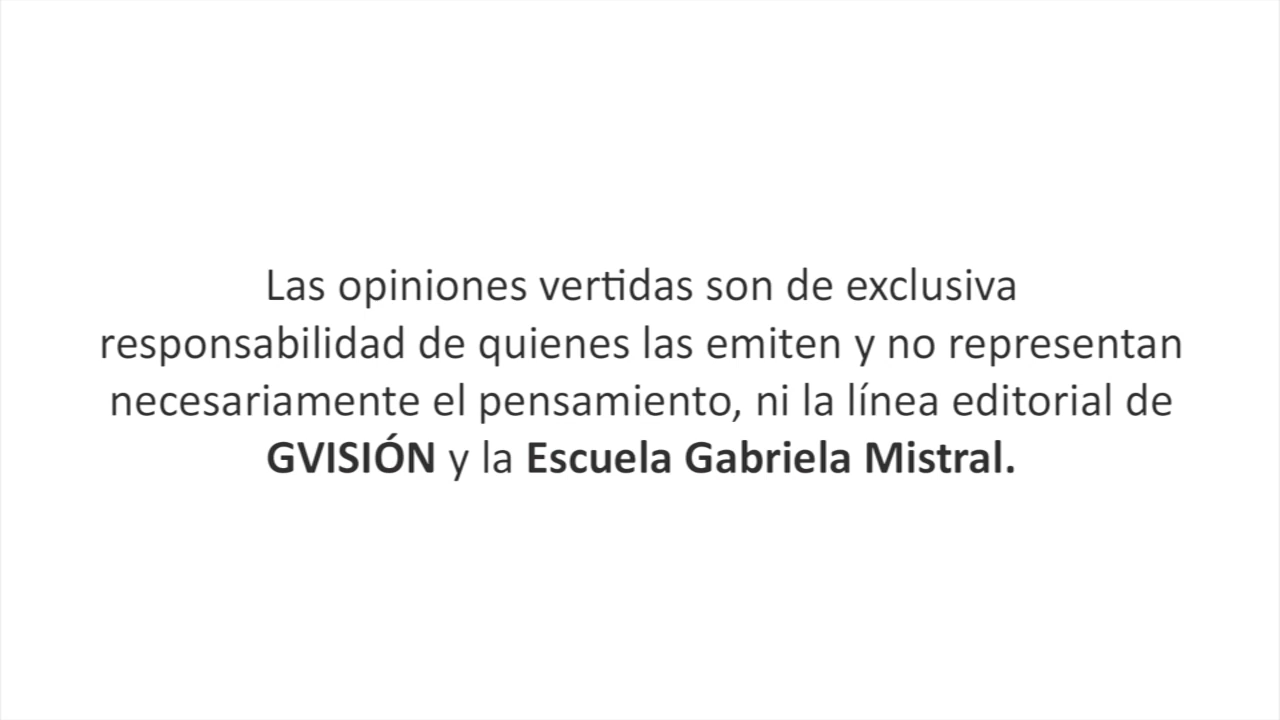 Las opiniones vertidas son de exclusiva
responsabilidad de quienes las emiten y no representan
necesariamente el pensamiento, ni la línea editorial de
GVISIÓN y la Escuela Gabriela Mistral.